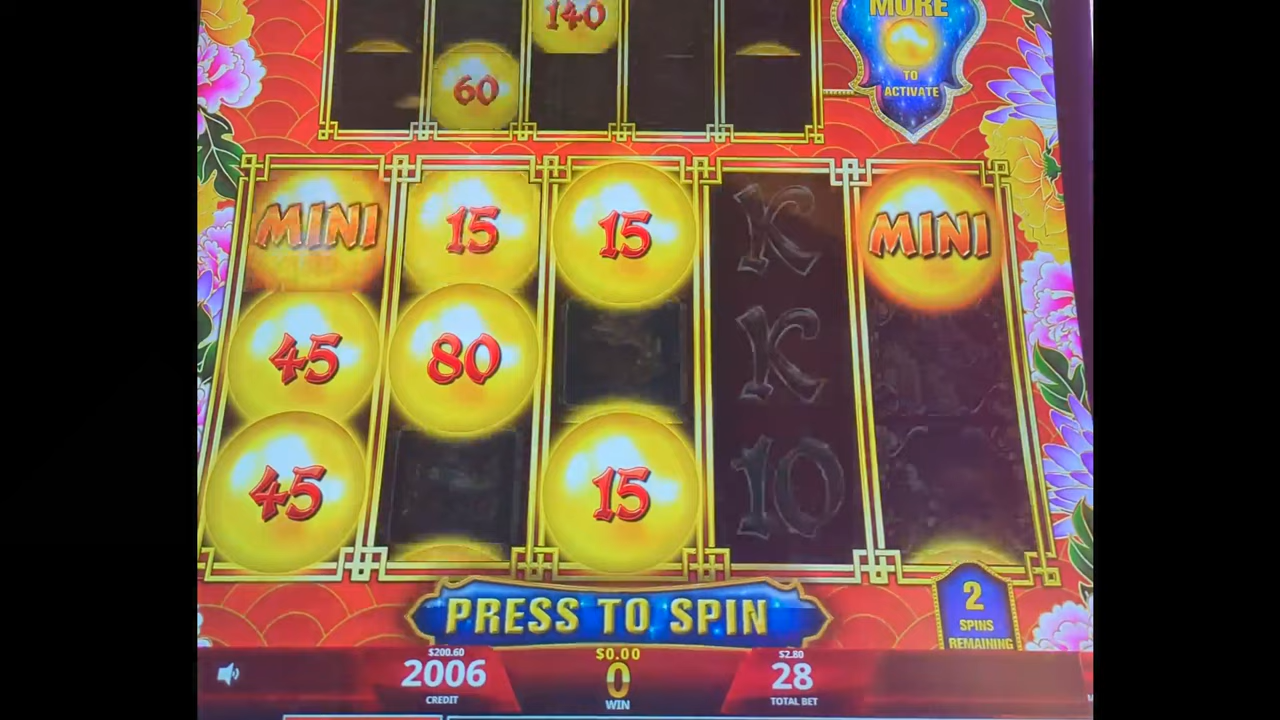 140
MORE
TO
ACTIVATE
60
MINI 15 15 K MINI
45 80 K
45 15 10
PRESS TO SPIN
2
SPINS
REMAINING
$200.60 $0.00 $2.80
2006 0 28
CREDIT WIN TOTAL BET